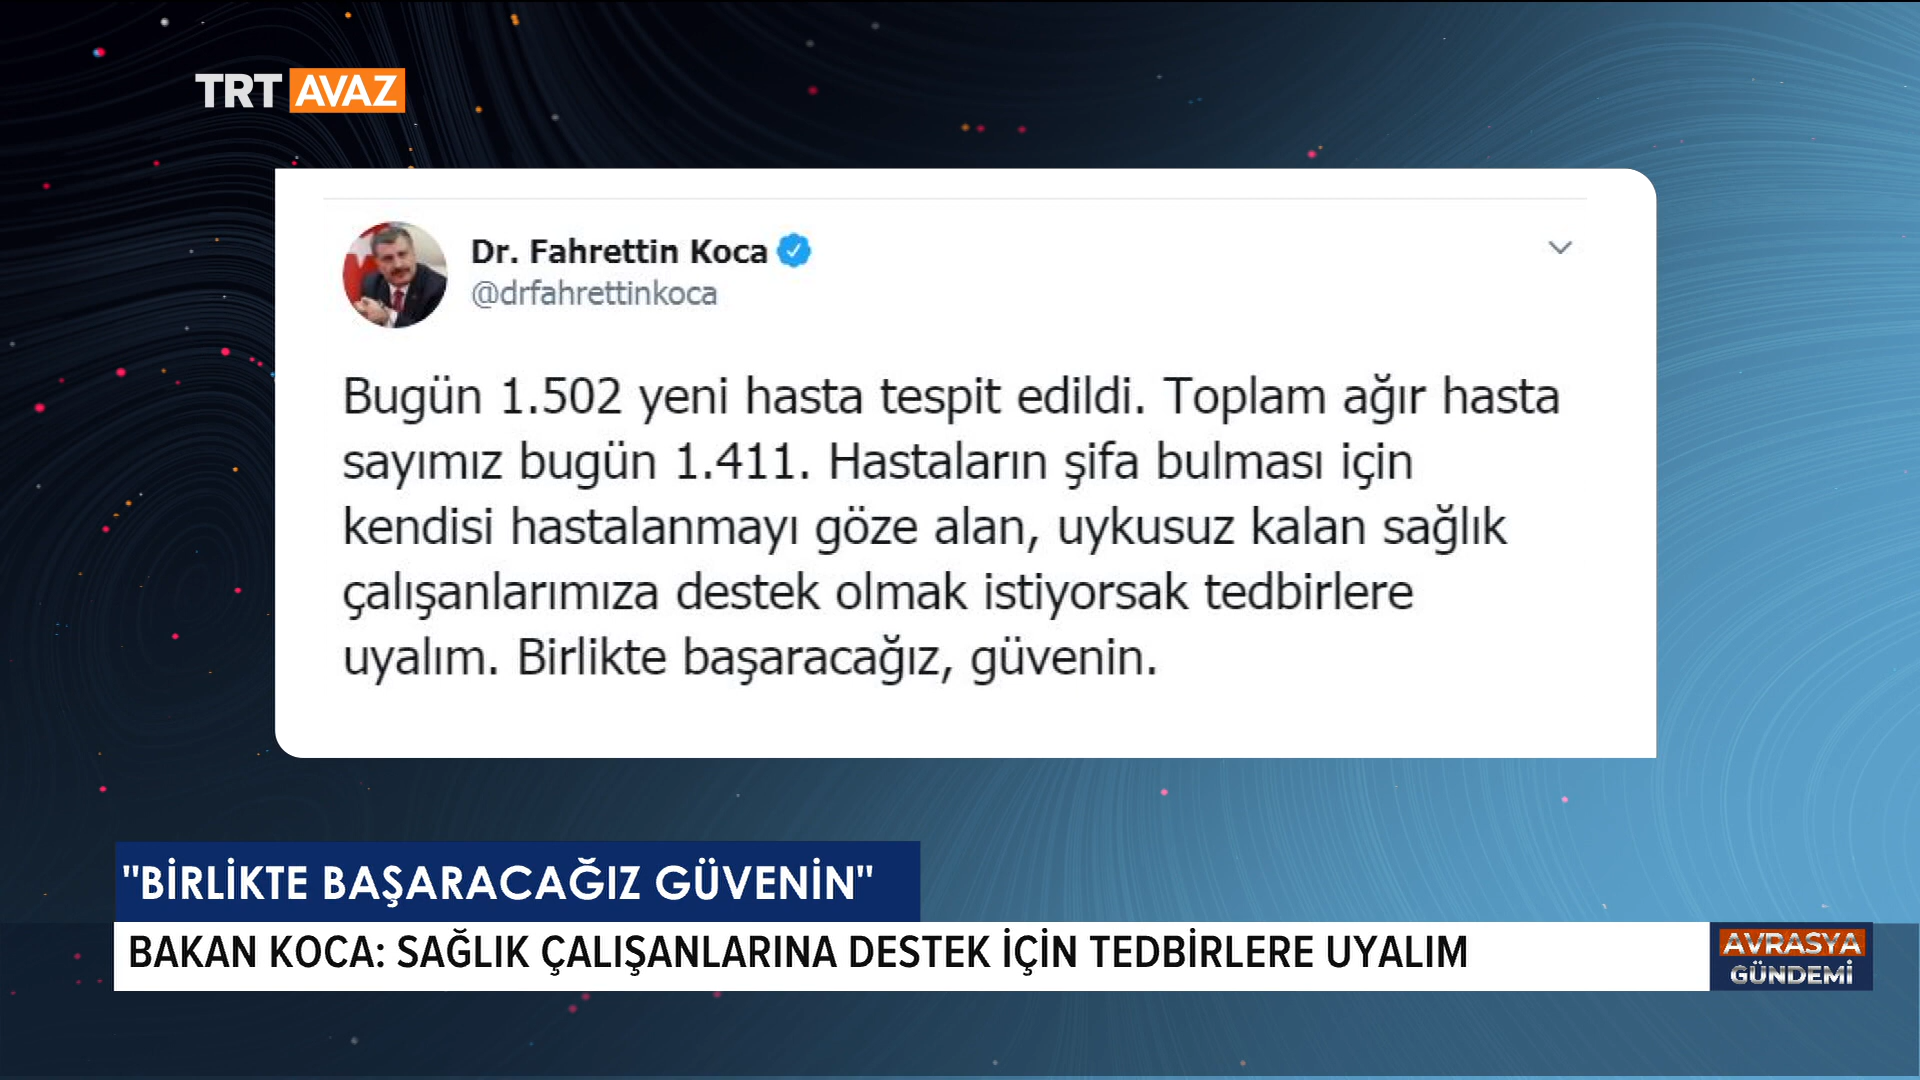 TRT AVAZ
Dr. Fahrettin Koca
@drfahrettinkoca
Bugün 1.502 yeni hasta tespit edildi. Toplam ağır hasta
sayımız bugün 1.411. Hastaların şifa bulması için
kendisi hastalanmayı göze alan, uykusuz kalan sağlık
çalışanlarımıza destek olmak istiyorsak tedbirlere
uyalım. Birlikte başaracağız, güvenin.
"BİRLİKTE BAŞARACAĞIZ GÜVENİN"
BAKAN KOCA: SAĞLIK ÇALIŞANLARINA DESTEK İÇİN TEDBİRLERE UYALIM
AVRASYA
GÜNDEMİ